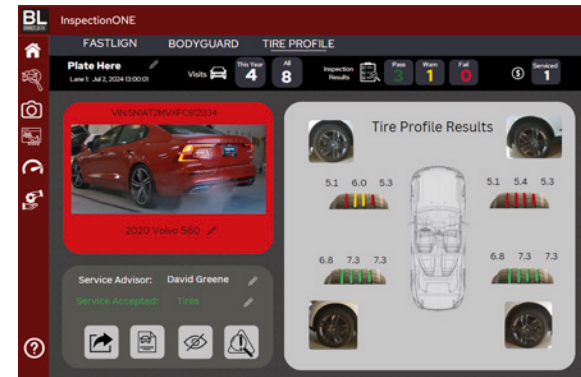 BL
InspectionONE
FASTLIGN BODYGUARD TIRE PROFILE
Plate Here
Lane 1: Jul 2, 2024 13:00:01
Visits
This Year
4
All
8
Inspection
Results
Pass
3
Warn
1
Fail
0
$
Serviced
1
Tire Profile Results
5.1 6.0 5.3
5.1 5.4 5.3
6.8 7.3 7.3
6.8 7.3 7.3
2020 Volvo S60
Service Advisor: David Greene
Service Accepted: Tires
?